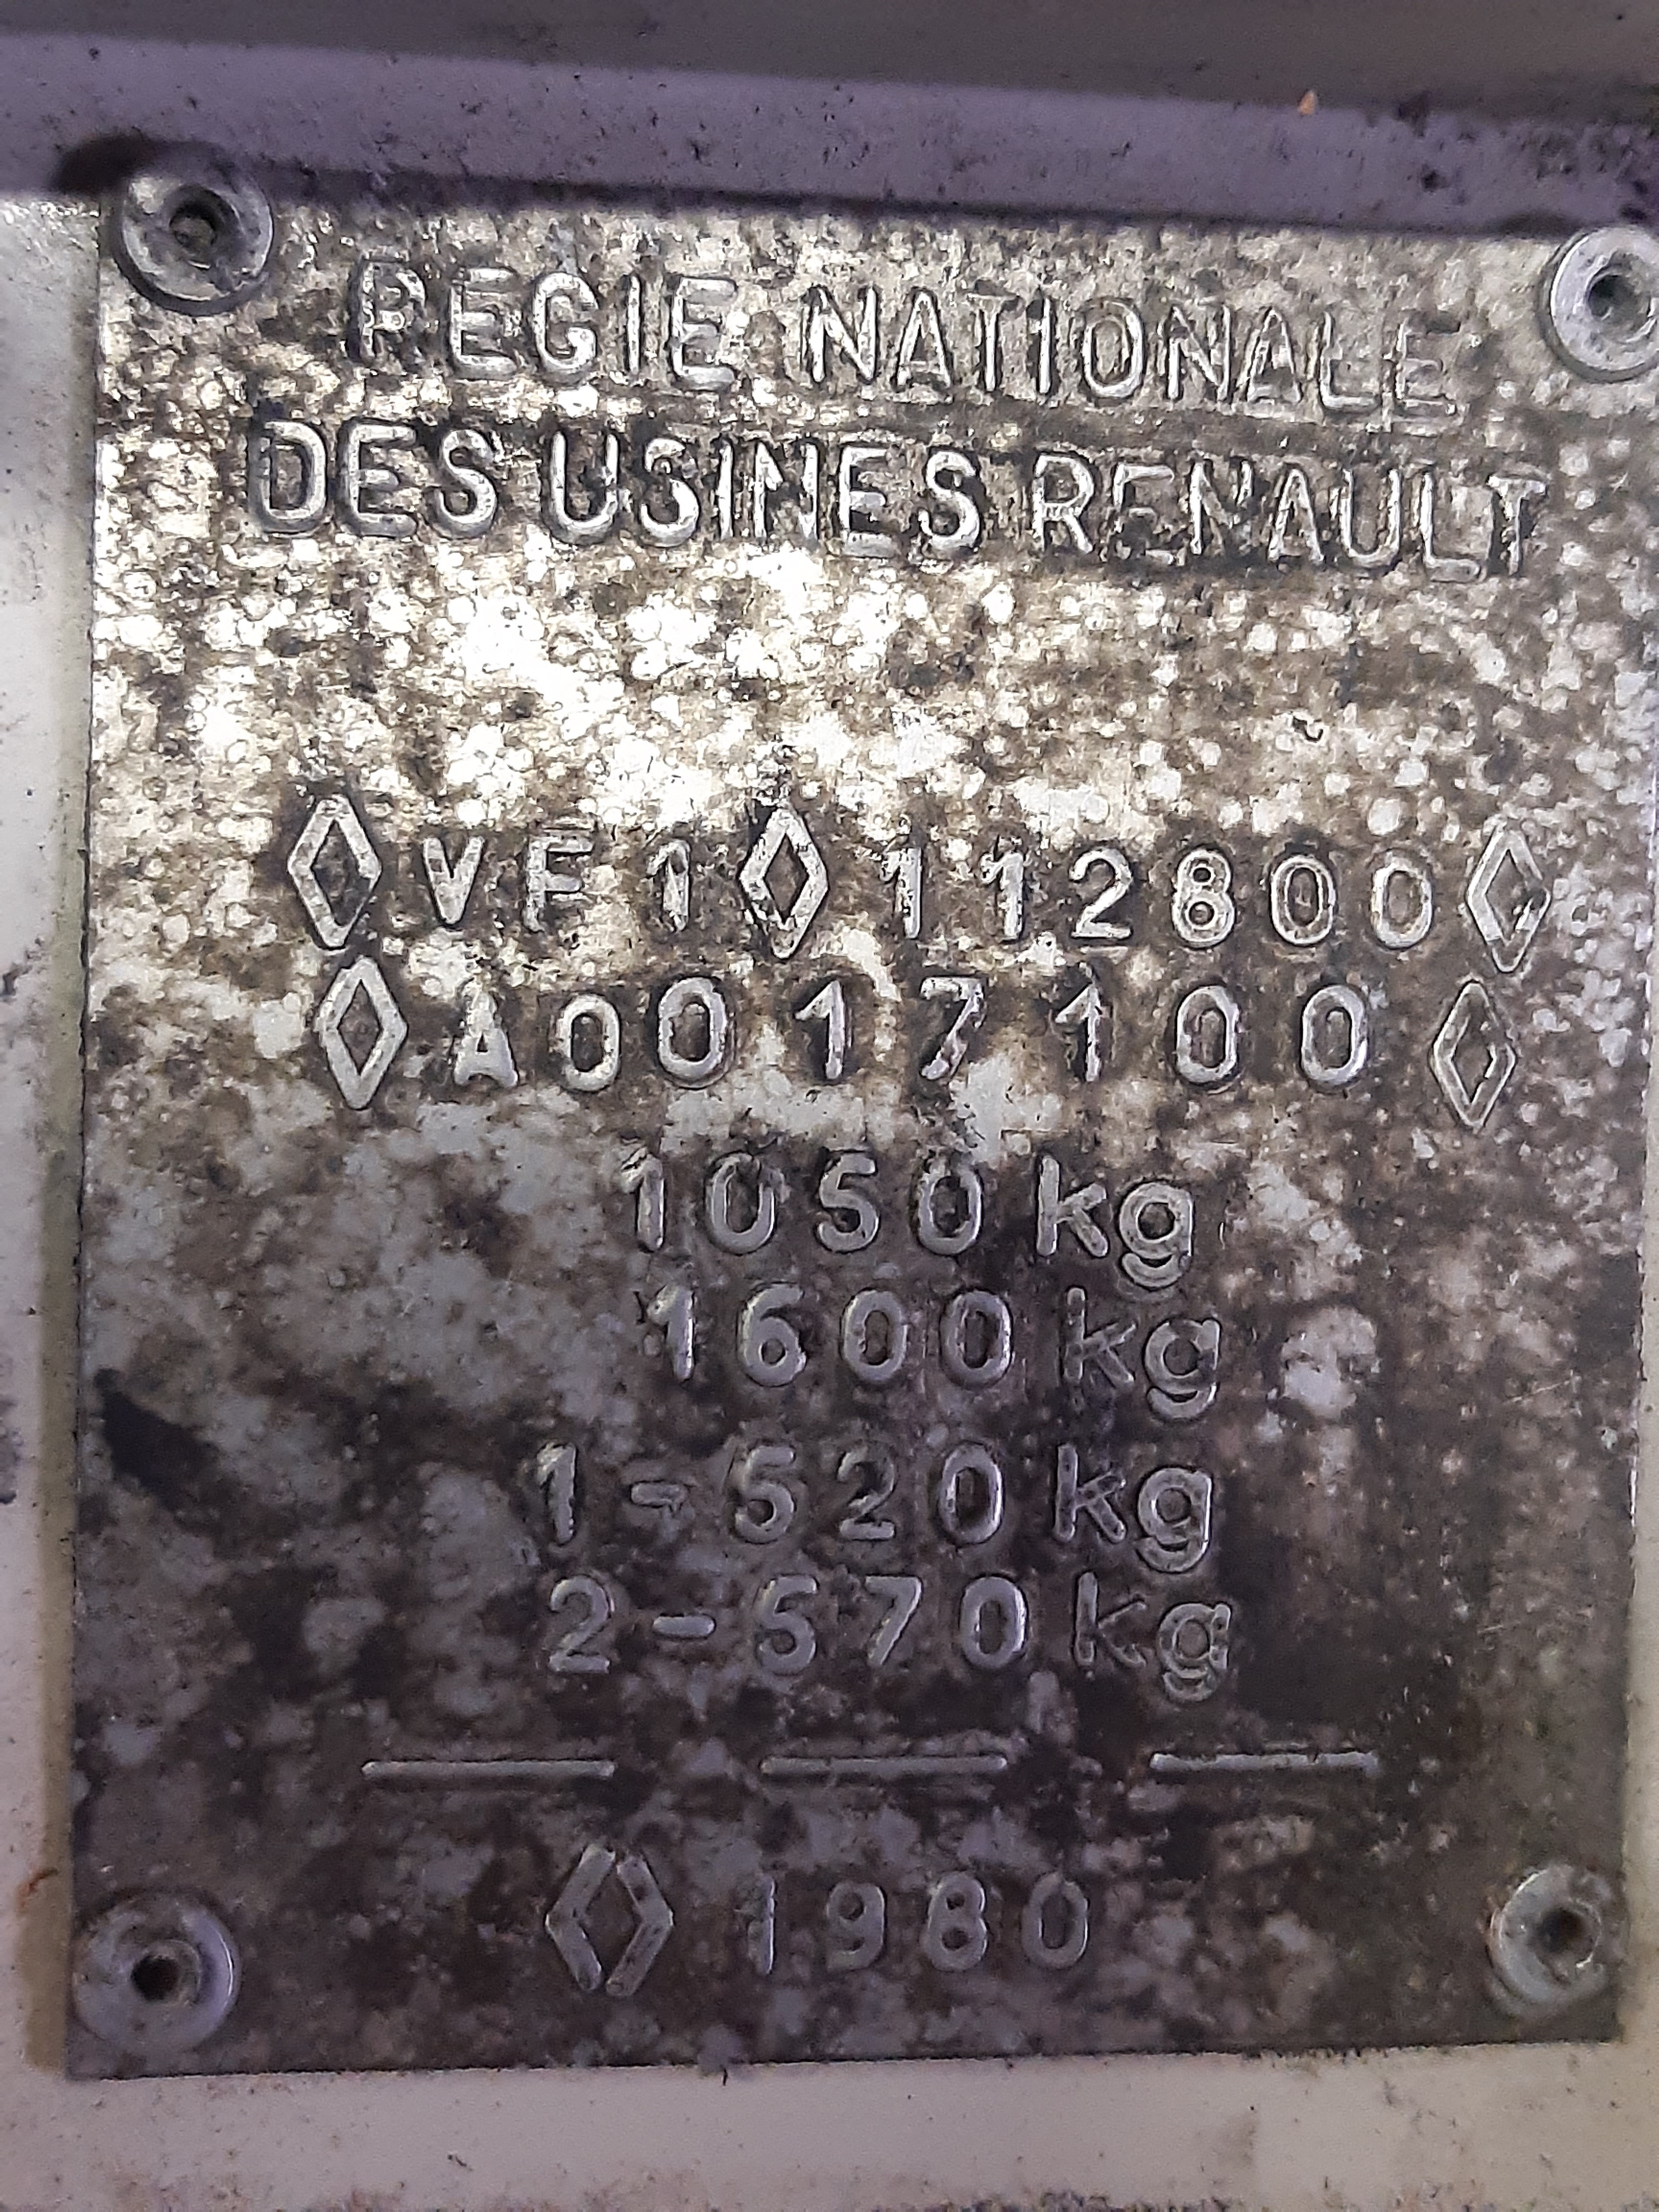 REGIE NATIONALE
DES USINES RENAULT
◊VF1◊112800◊
◊A0017100◊
1050 kg
1600 kg
1-520 kg
2-570 kg
◊ 1980